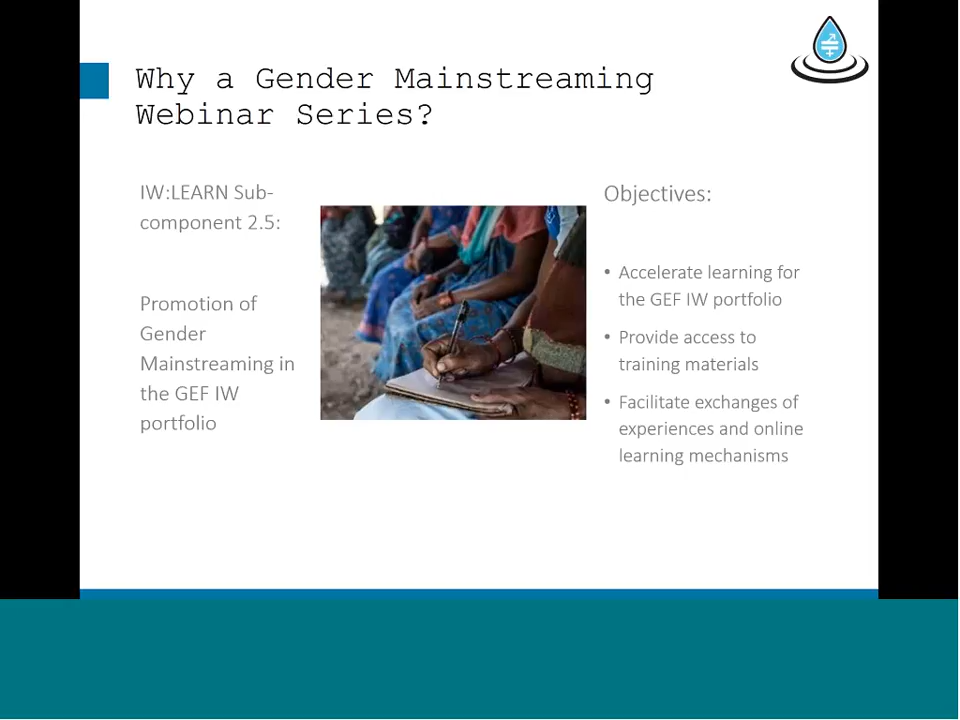 Why a Gender Mainstreaming
Webinar Series?
IW:LEARN Sub-
component 2.5:
Promotion of
Gender
Mainstreaming in
the GEF IW
portfolio
Objectives:
• Accelerate learning for
the GEF IW portfolio
• Provide access to
training materials
• Facilitate exchanges of
experiences and online
learning mechanisms